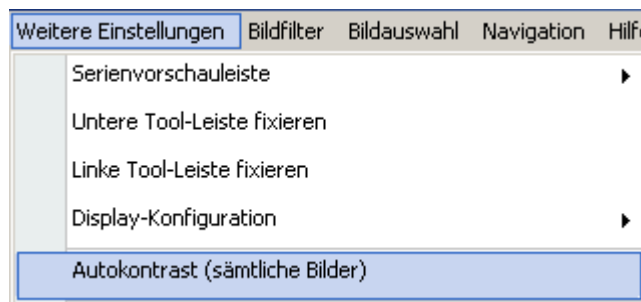 Weitere Einstellungen Bildfilter Bildauswahl Navigation
Serienvorschauleiste
Untere Tool-Leiste fixieren
Linke Tool-Leiste fixieren
Display-Konfiguration
Autokontrast (sämtliche Bilder)